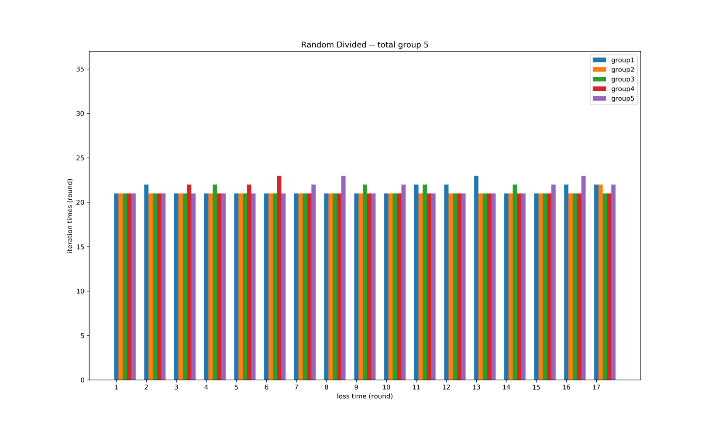 Random Divided -- total group 5
group1
group2
group3
group4
group5
iteration times (round)
35
30
25
20
15
10
5
0
1 2 3 4 5 6 7 8 9 10 11 12 13 14 15 16 17
loss time (round)